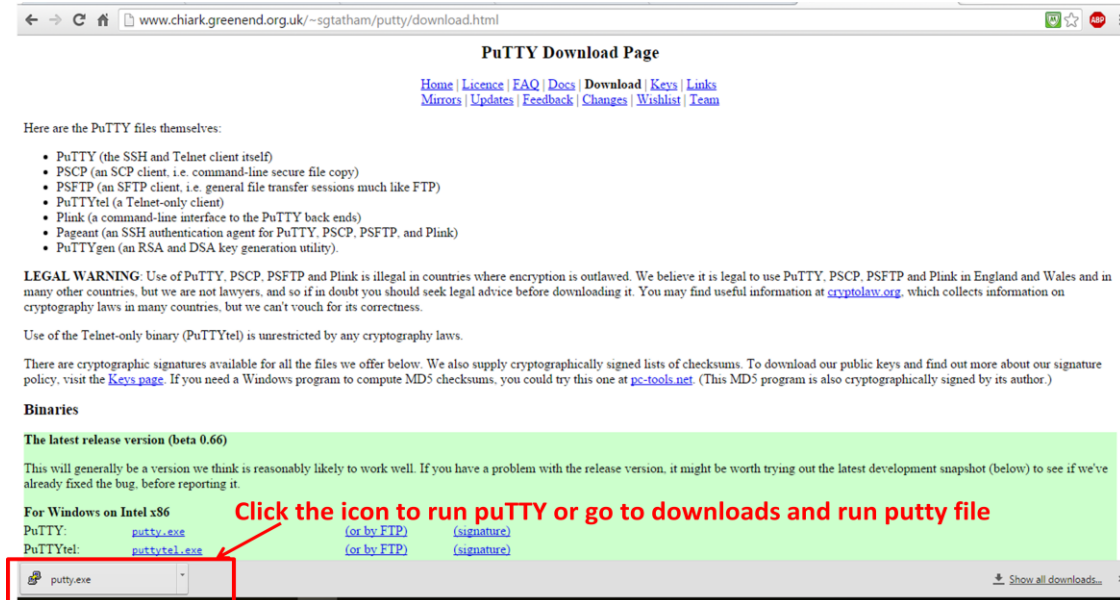 www.chiark.greenend.org.uk/~sgtatham/putty/download.html
ABP
PuTTY Download Page
Home | Licence | FAQ | Docs | Download | Keys | Links
Mirrors | Updates | Feedback | Changes | Wishlist | Team
Here are the PuTTY files themselves:
• PuTTY (the SSH and Telnet client itself)
• PSCP (an SCP client, i.e. command-line secure file copy)
• PSFTP (an SFTP client, i.e. general file transfer sessions much like FTP)
• PuTTYtel (a Telnet-only client)
• Plink (a command-line interface to the PuTTY back ends)
• Pageant (an SSH authentication agent for PuTTY, PSCP, PSFTP, and Plink)
• PuTTYgen (an RSA and DSA key generation utility).
LEGAL WARNING: Use of PuTTY, PSCP, PSFTP and Plink is illegal in countries where encryption is outlawed. We believe it is legal to use PuTTY, PSCP, PSFTP and Plink in England and Wales and in
many other countries, but we are not lawyers, and so if in doubt you should seek legal advice before downloading it. You may find useful information at cryptolaw.org, which collects information on
cryptography laws in many countries, but we can't vouch for its correctness.
Use of the Telnet-only binary (PuTTYtel) is unrestricted by any cryptography laws.
There are cryptographic signatures available for all the files we offer below. We also supply cryptographically signed lists of checksums. To download our public keys and find out more about our signature
policy, visit the Keys page. If you need a Windows program to compute MD5 checksums, you could try this one at pc-tools.net. (This MD5 program is also cryptographically signed by its author.)
Binaries
The latest release version (beta 0.66)
This will generally be a version we think is reasonably likely to work well. If you have a problem with the release version, it might be worth trying out the latest development snapshot (below) to see if we've
already fixed the bug, before reporting it.
For Windows on Intel x86
Click the icon to run puTTY or go to downloads and run putty file
PuTTY: putty.exe (or by FTP) (signature)
PuTTYtel: puttytel.exe (or by FTP) (signature)
putty.exe
Show all downloads...